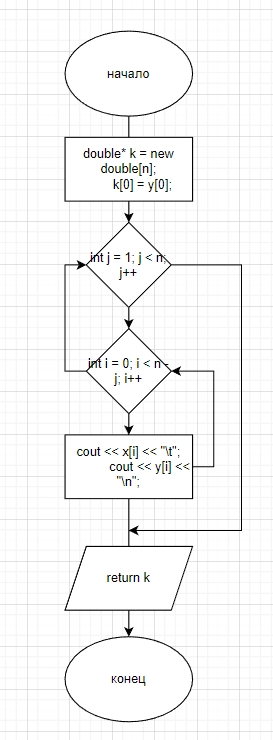 начало
double* k = new
double[n];
k[0] = y[0];
int j = 1; j < n;
j++
int i = 0; i < n -
j; i++
cout << x[i] << "\t";
cout << y[i] <<
"\n";
return k
конец